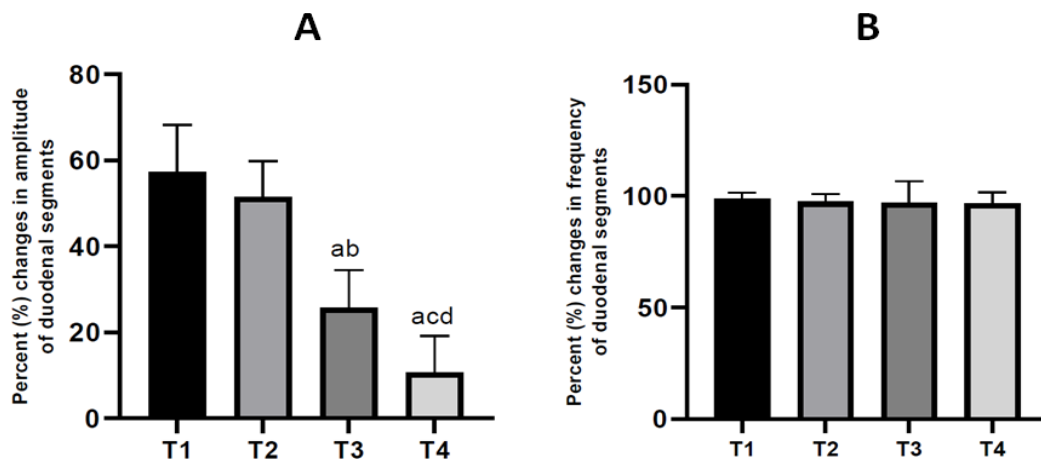 A
Percent (%) changes in amplitude
of duodenal segments
80
60
40
20
0
ab
acd
T1 T2 T3 T4
B
Percent (%) changes in frequency
of duodenal segments
150
100
50
0
T1 T2 T3 T4